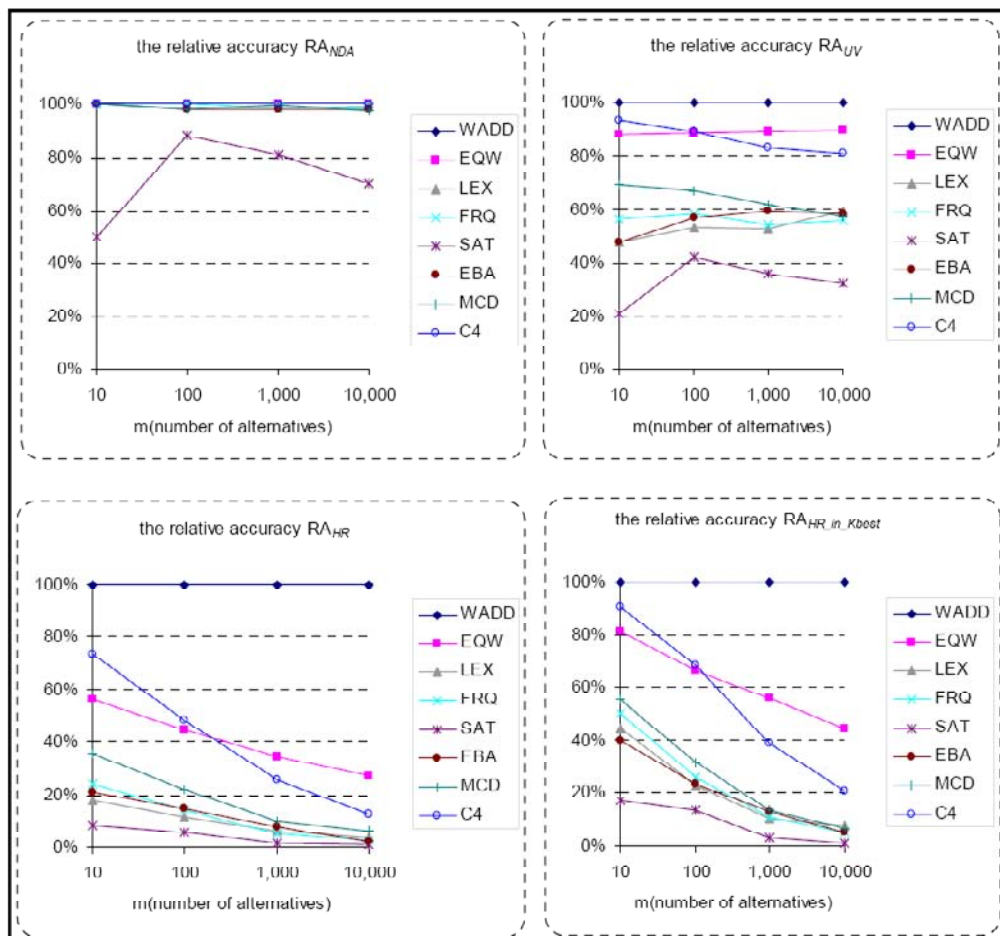 the relative accuracy RA_NDA
100%
80%
60%
40%
20%
0%
10 100 1,000 10,000
m(number of alternatives)
WADD
EQW
LEX
FRQ
SAT
EBA
MCD
C4
the relative accuracy RA_UV
100%
80%
60%
40%
20%
0%
10 100 1,000 10,000
m(number of alternatives)
WADD
EQW
LEX
FRQ
SAT
EBA
MCD
C4
the relative accuracy RA_HR
100%
80%
60%
40%
20%
0%
10 100 1,000 10,000
m(number of alternatives)
WADD
EQW
LEX
FRQ
SAT
EBA
MCD
C4
the relative accuracy RA_HR_in_Kbest
100%
80%
60%
40%
20%
0%
10 100 1,000 10,000
m(number of alternatives)
WADD
EQW
LEX
FRQ
SAT
EBA
MCD
C4